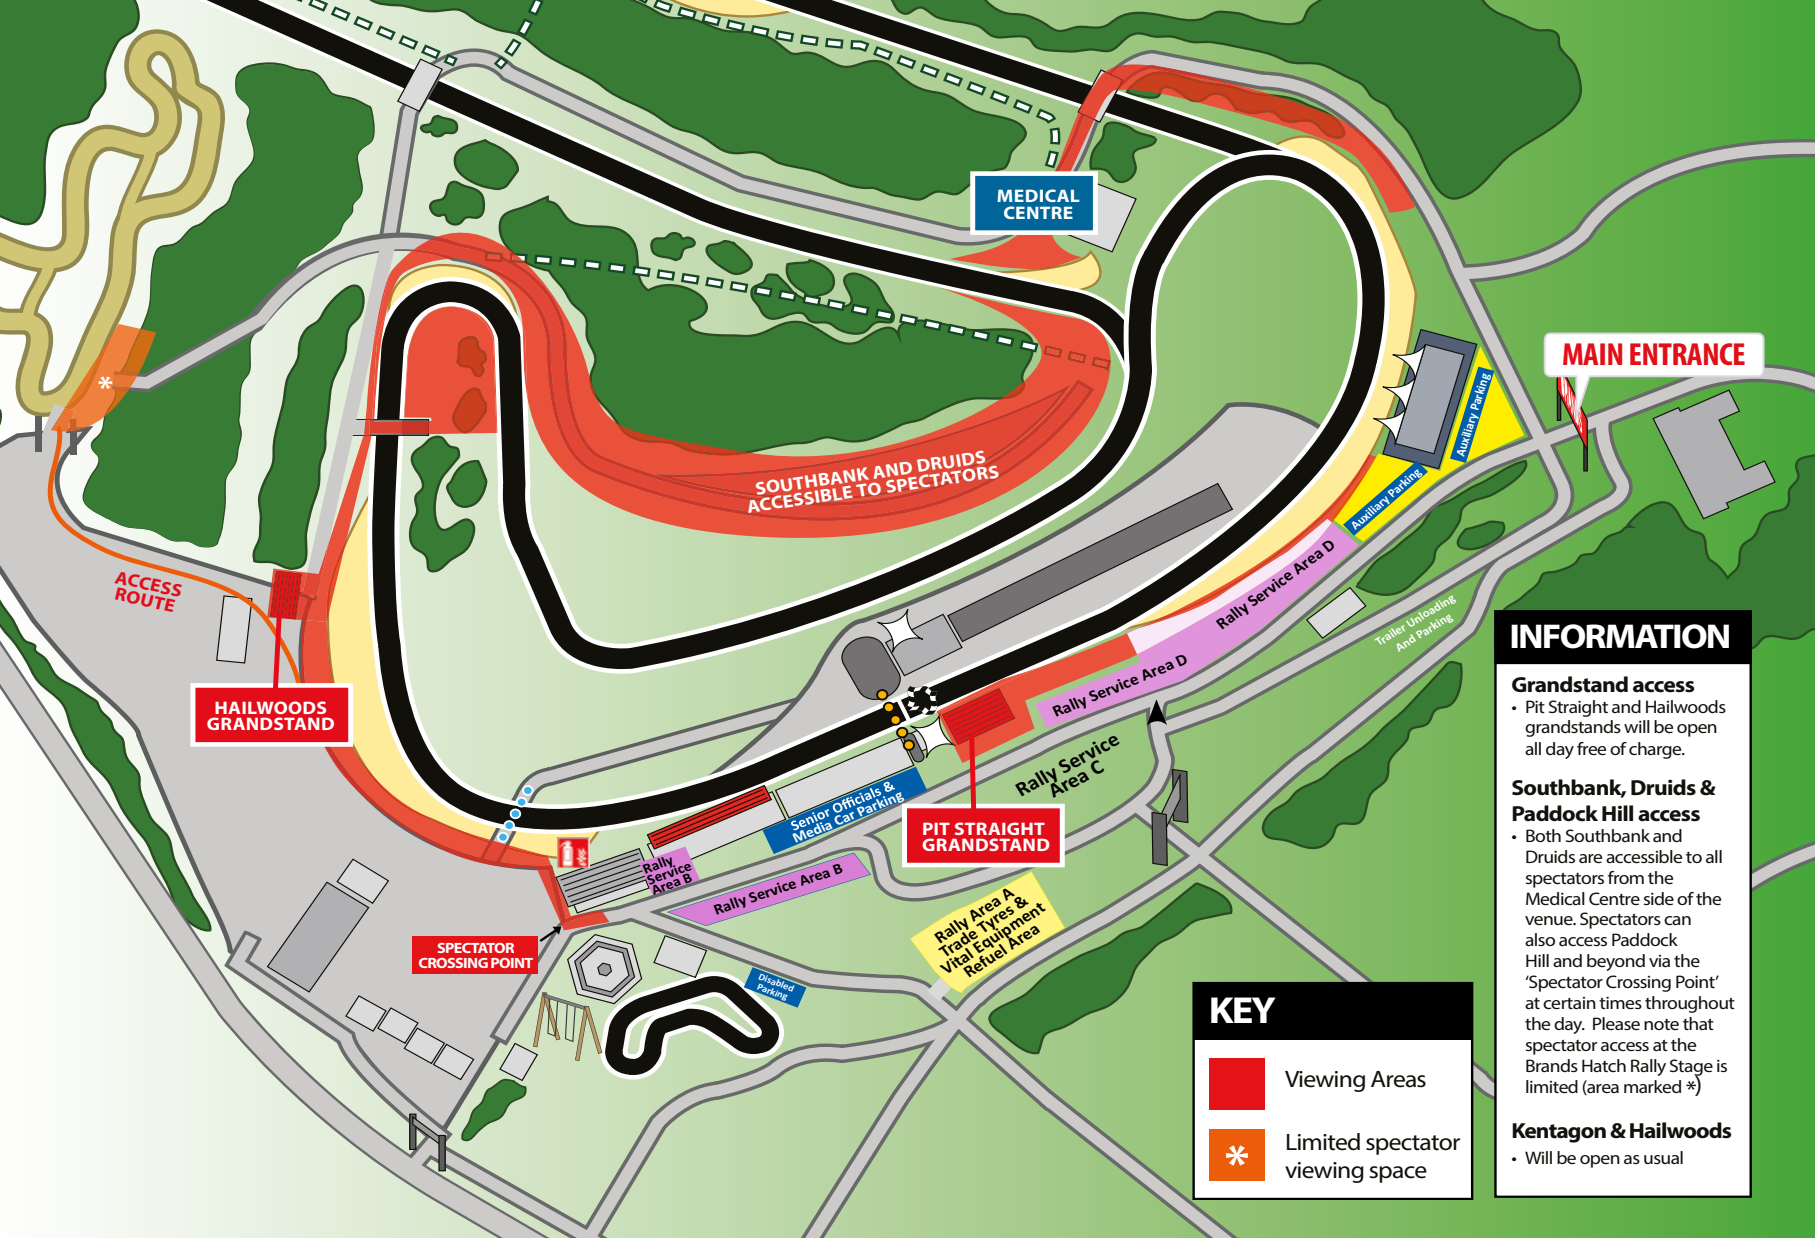 MEDICAL
CENTRE
MAIN ENTRANCE
Auxiliary Parking
Auxiliary Parking
*
SOUTHBANK AND DRUIDS
ACCESSIBLE TO SPECTATORS
ACCESS
ROUTE
HAILWOODS
GRANDSTAND
Rally Service Area D
Rally Service Area D
Trailer Unloading
And Parking
Rally Service
Area C
PIT STRAIGHT
GRANDSTAND
Senior Officials &
Media Car Parking
Rally
Service
Area B
Rally Service Area B
Rally Area A
Trade Tyres &
Vital Equipment
Refuel Area
SPECTATOR
CROSSING POINT
Disabled
Parking
INFORMATION
Grandstand access
• Pit Straight and Hailwoods
grandstands will be open
all day free of charge.
Southbank, Druids &
Paddock Hill access
• Both Southbank and
Druids are accessible to all
spectators from the
Medical Centre side of the
venue. Spectators can
also access Paddock
Hill and beyond via the
'Spectator Crossing Point'
at certain times throughout
the day. Please note that
spectator access at the
Brands Hatch Rally Stage is
limited (area marked *)
Kentagon & Hailwoods
• Will be open as usual
KEY
Viewing Areas
*
Limited spectator
viewing space